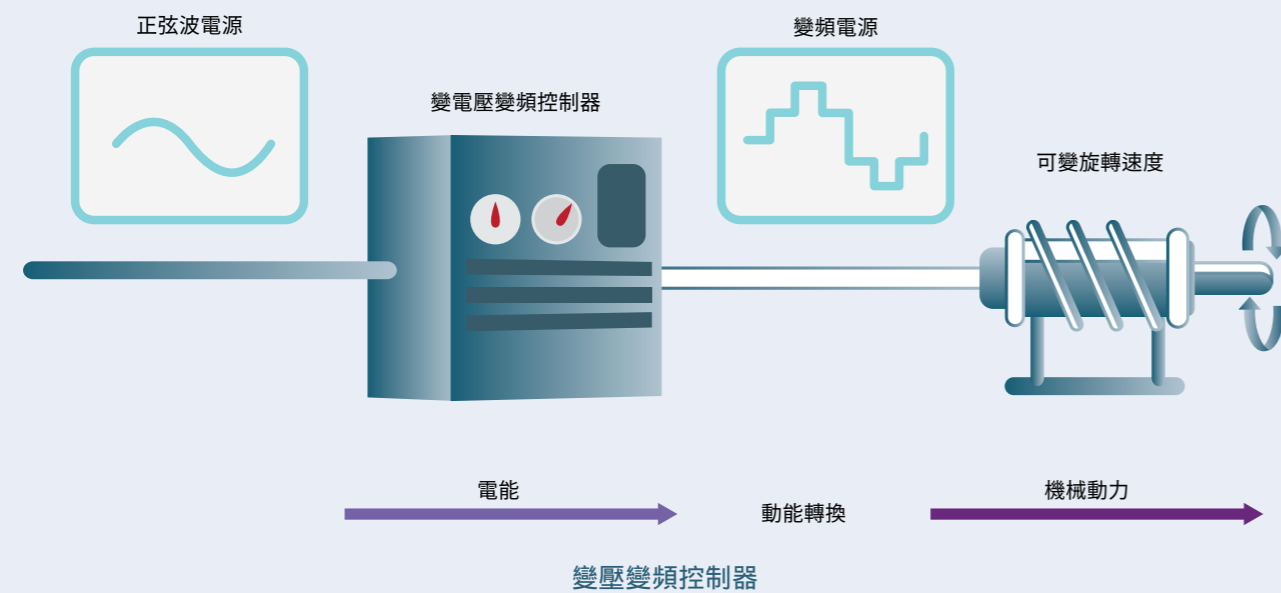 正弦波電源
變頻電源
變電壓變頻控制器
可變旋轉速度
電能
動能轉換
機械動力
變壓變頻控制器